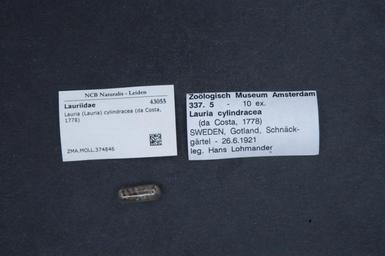 NCB Naturalis - Leiden
Lauriidae 43055
Lauria (Lauria) cylindracea (da Costa,
1778)
ZMA.MOLL.374846
Zoölogisch Museum Amsterdam
337. 5 - 10 ex.
Lauria cylindracea
(da Costa, 1778)
SWEDEN, Gotland, Schnäck-
gärtel - 26.6.1921
leg. Hans Lohmander